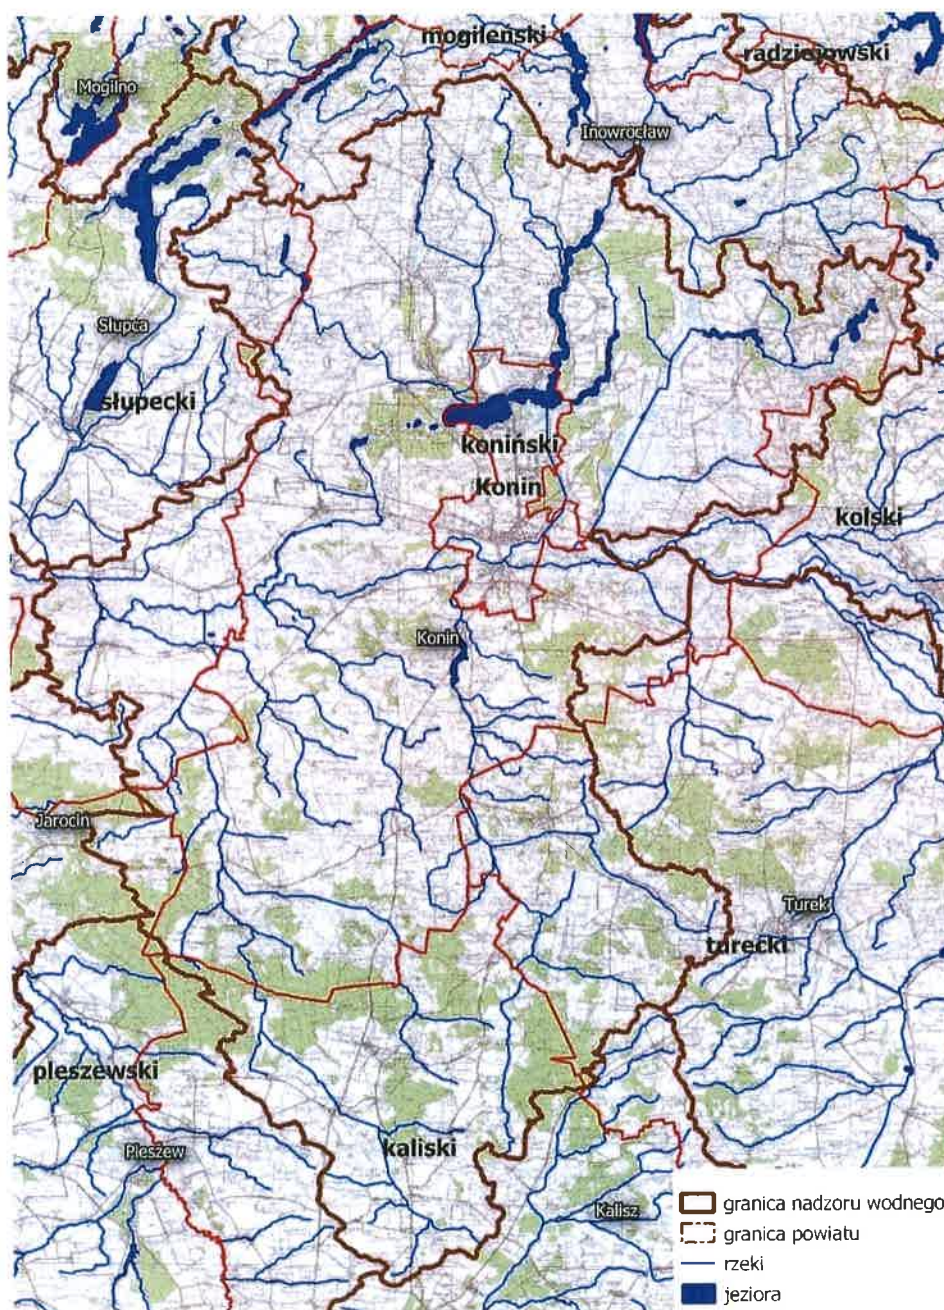 mogileński
radziejowski
Mogilno
Inowrocław
Słupca
słupecki
koniński
Konin
kolski
Konin
Jarocin
Turek
turecki
pleszewski
kaliski
Pleszew
Kalisz
granica nadzoru wodnego
granica powiatu
rzeki
jeziora